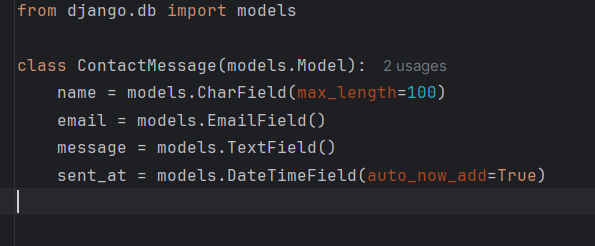 from django.db import models
class ContactMessage(models.Model): 2 usages
name = models.CharField(max_length=100)
email = models.EmailField()
message = models.TextField()
sent_at = models.DateTimeField(auto_now_add=True)